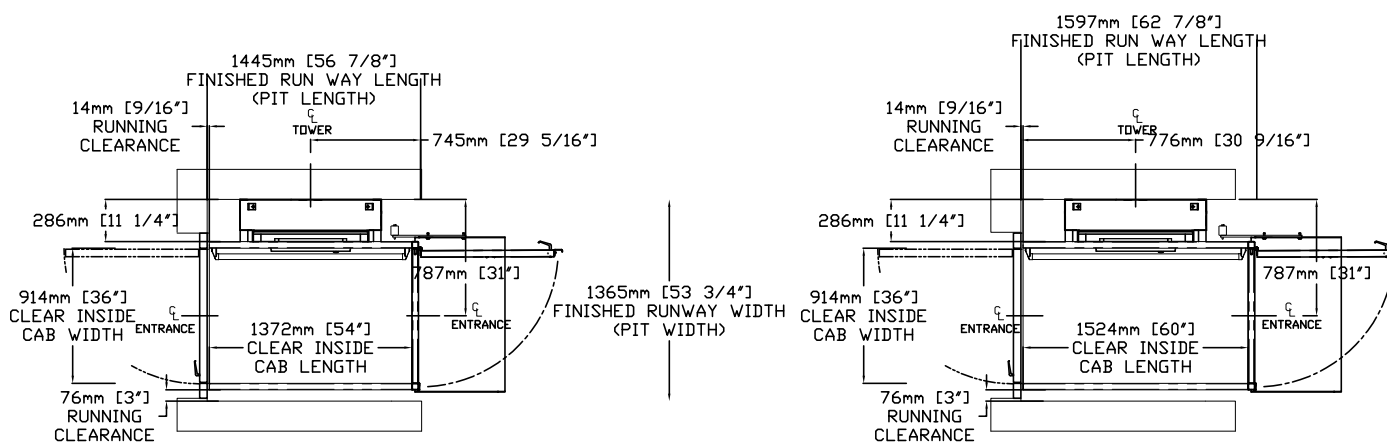 1445mm [56 7/8"]
FINISHED RUN WAY LENGTH
(PIT LENGTH)
14mm [9/16"]
RUNNING
CLEARANCE
℄
TOWER
745mm [29 5/16"]
286mm [11 1/4"]
787mm [31"]
914mm [36"]
CLEAR INSIDE
CAB WIDTH
℄
ENTRANCE
1372mm [54"]
CLEAR INSIDE
CAB LENGTH
℄
ENTRANCE
76mm [3"]
RUNNING
CLEARANCE
1365mm [53 3/4"]
FINISHED RUNWAY WIDTH
(PIT WIDTH)
1597mm [62 7/8"]
FINISHED RUN WAY LENGTH
(PIT LENGTH)
14mm [9/16"]
RUNNING
CLEARANCE
℄
TOWER
776mm [30 9/16"]
286mm [11 1/4"]
787mm [31"]
914mm [36"]
CLEAR INSIDE
CAB WIDTH
℄
ENTRANCE
1524mm [60"]
CLEAR INSIDE
CAB LENGTH
℄
ENTRANCE
76mm [3"]
RUNNING
CLEARANCE